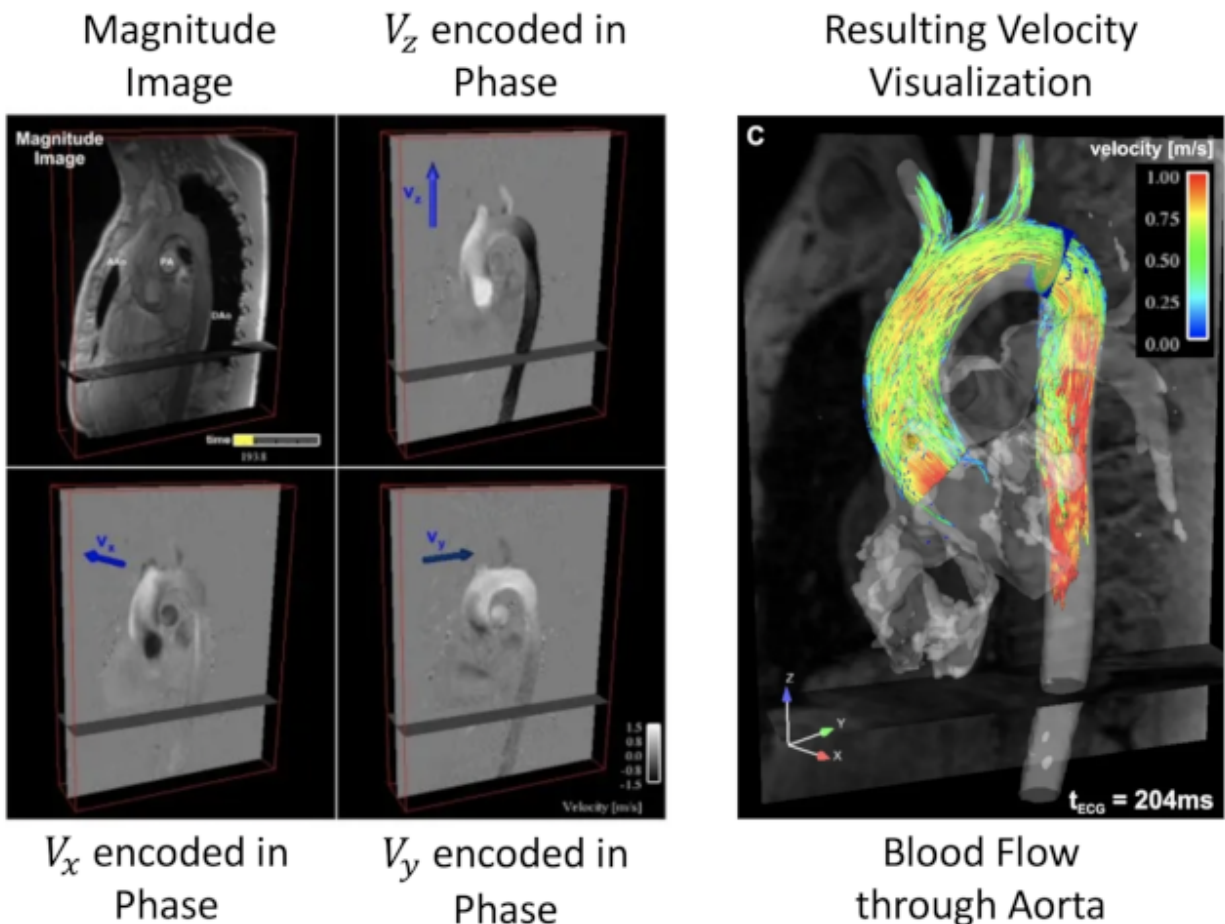 Magnitude
Image
V_z encoded in
Phase
Resulting Velocity
Visualization
Magnitude
Image
AAo
PA
DAo
time
193.8
V_z
V_x
V_y
1.5
0.8
0.0
-0.8
-1.5
Velocity [m/s]
C
velocity [m/s]
1.00
0.75
0.50
0.25
0.00
Z
Y
X
t_ECG = 204ms
V_x encoded in
Phase
V_y encoded in
Phase
Blood Flow
through Aorta